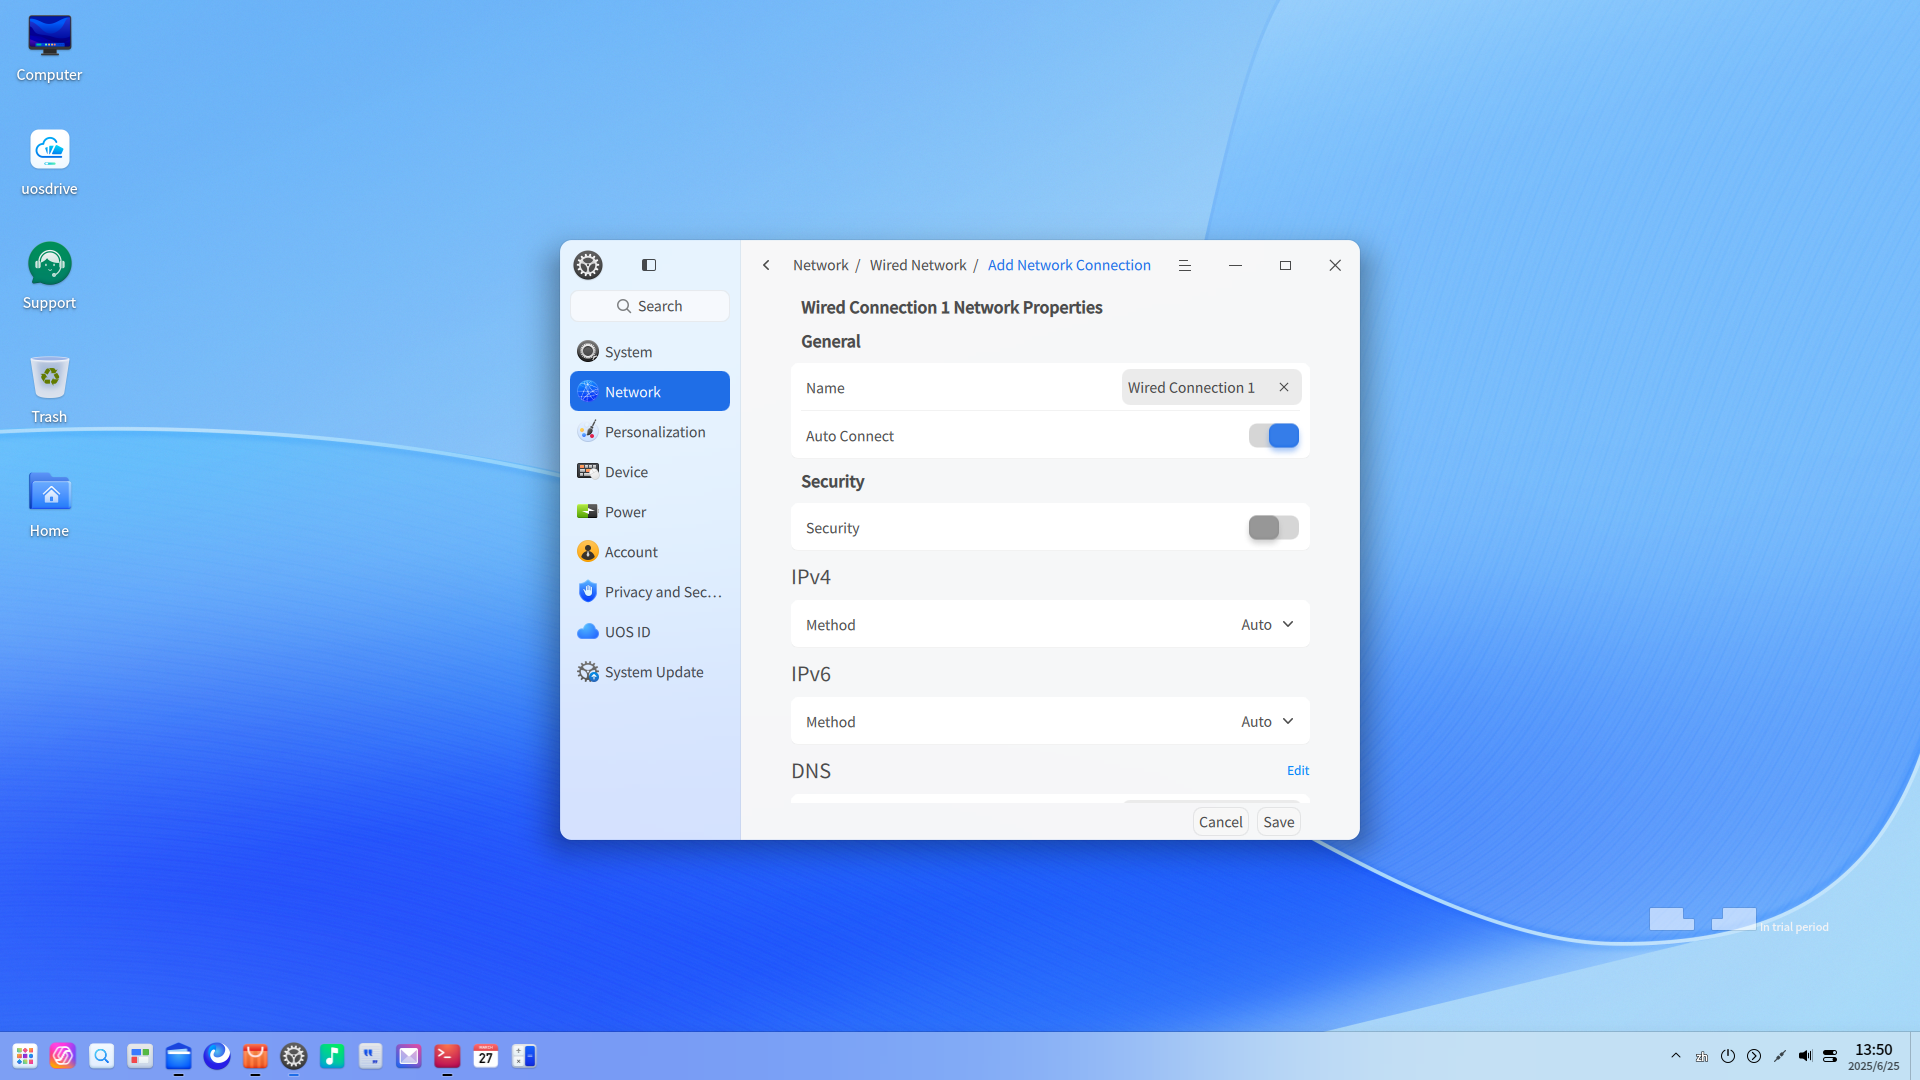 Computer
uosdrive
Support
Trash
Home
Search
System
Network
Personalization
Device
Power
Account
Privacy and Sec...
UOS ID
System Update
Network / Wired Network / Add Network Connection
Wired Connection 1 Network Properties
General
Name Wired Connection 1
Auto Connect
Security
Security
IPv4
Method Auto
IPv6
Method Auto
DNS Edit
Cancel Save
In trial period
27
zh
13:50
2025/6/25